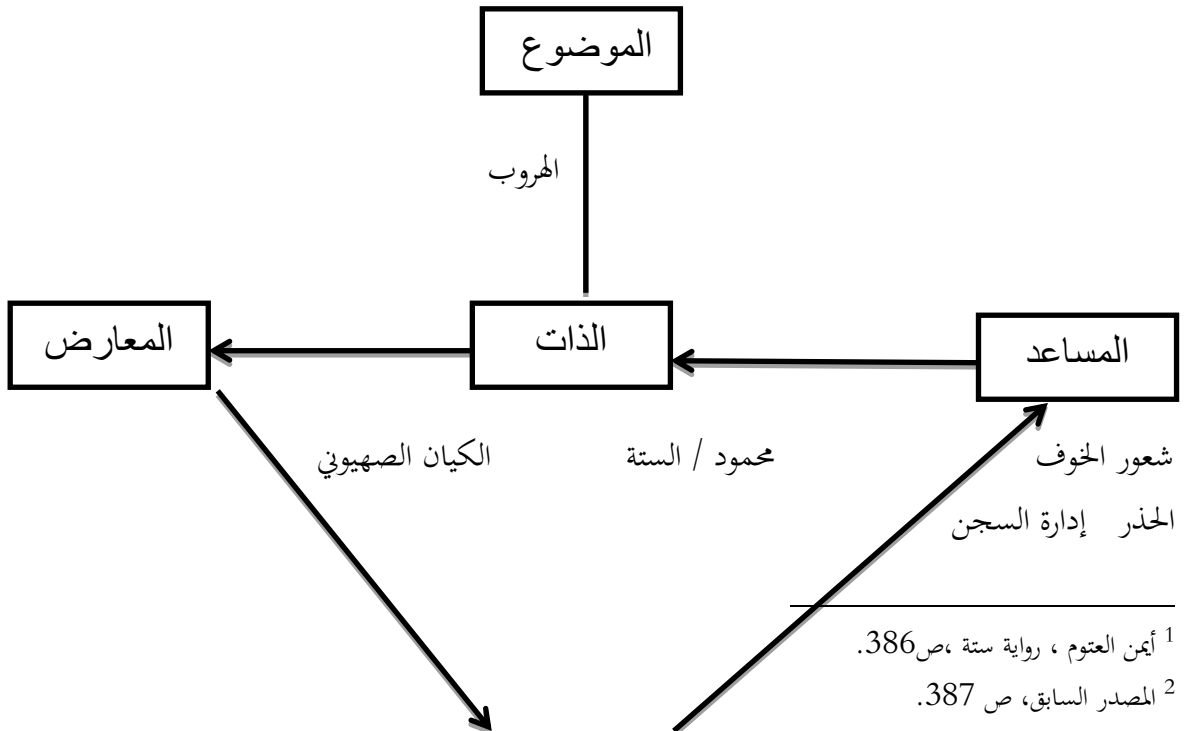 الموضوع
الهروب
المساعد
الذات
المعارض
شعور الخوف
محمود / الستة
الكيان الصهيوني
الحذر إدارة السجن
1 أيمن العتوم ، رواية ستة ،ص386.
2 المصدر السابق، ص 387.